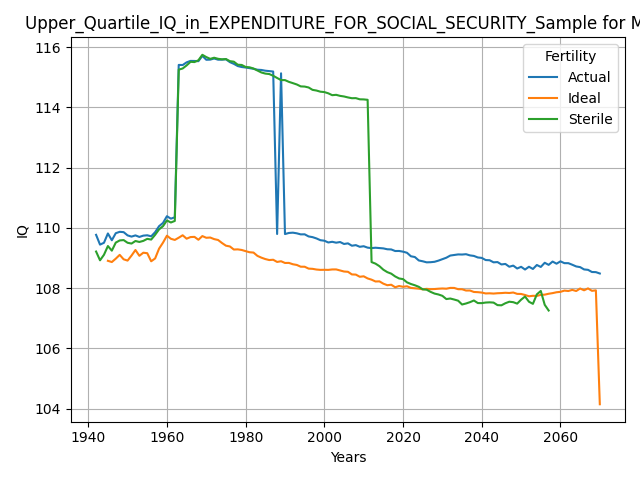 Upper_Quartile_IQ_in_EXPENDITURE_FOR_SOCIAL_SECURITY_Sample for M
116
114
112
110
108
106
104
IQ
Fertility
Actual
Ideal
Sterile
1940 1960 1980 2000 2020 2040 2060
Years